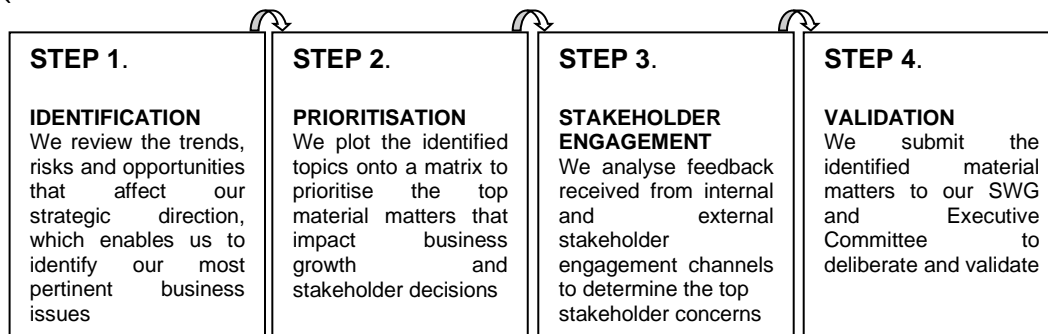 STEP 1.
IDENTIFICATION
We review the trends,
risks and opportunities
that affect our
strategic direction,
which enables us to
identify our most
pertinent business
issues
STEP 2.
PRIORITISATION
We plot the identified
topics onto a matrix to
prioritise the top
material matters that
impact business
growth and
stakeholder decisions
STEP 3.
STAKEHOLDER
ENGAGEMENT
We analyse feedback
received from internal
and external
stakeholder
engagement channels
to determine the top
stakeholder concerns
STEP 4.
VALIDATION
We submit the
identified material
matters to our SWG
and Executive
Committee to
deliberate and validate